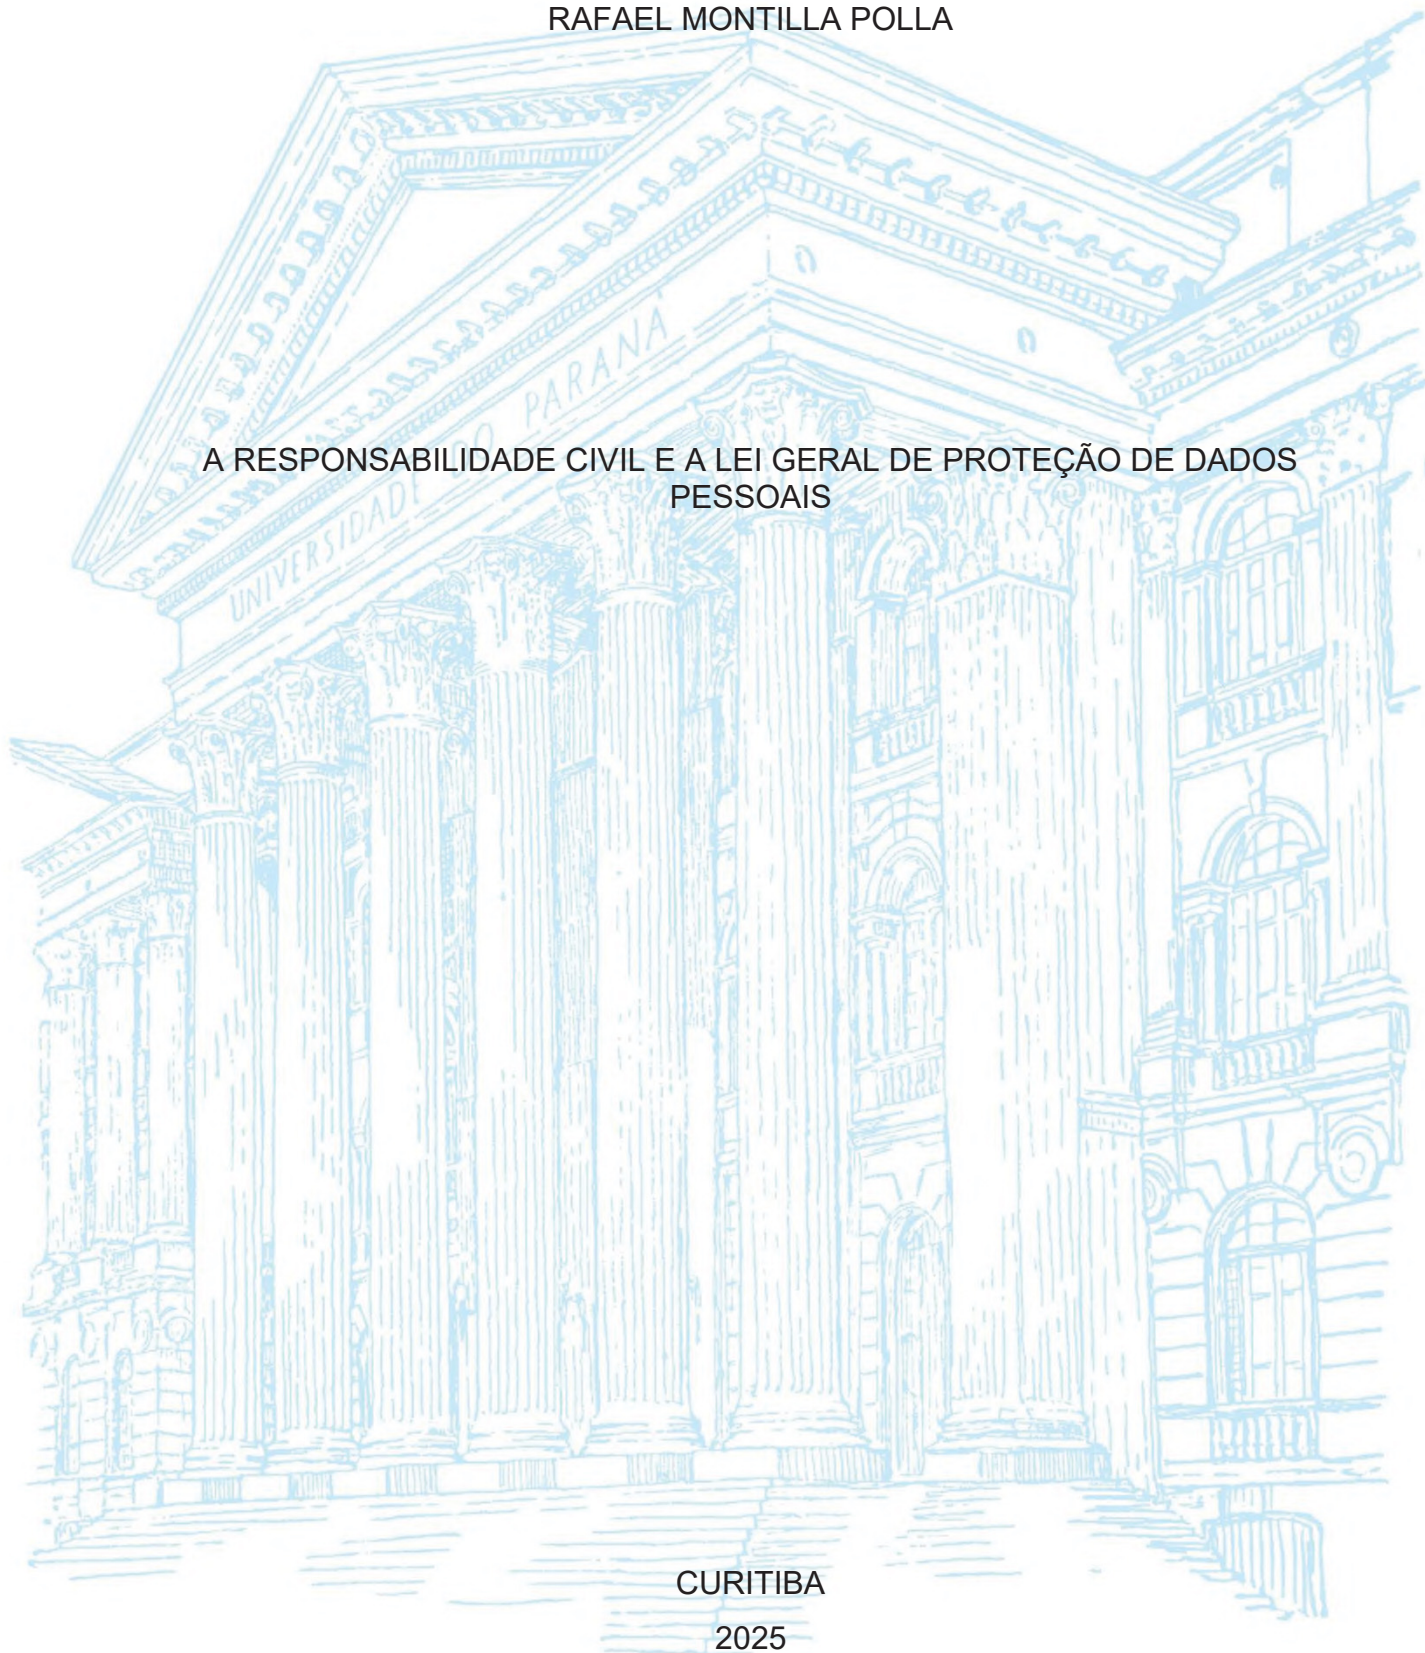 RAFAEL MONTILLA POLLA
UNIVERSIDADE DO PARANÁ
A RESPONSABILIDADE CIVIL E A LEI GERAL DE PROTEÇÃO DE DADOS
PESSOAIS
CURITIBA
2025